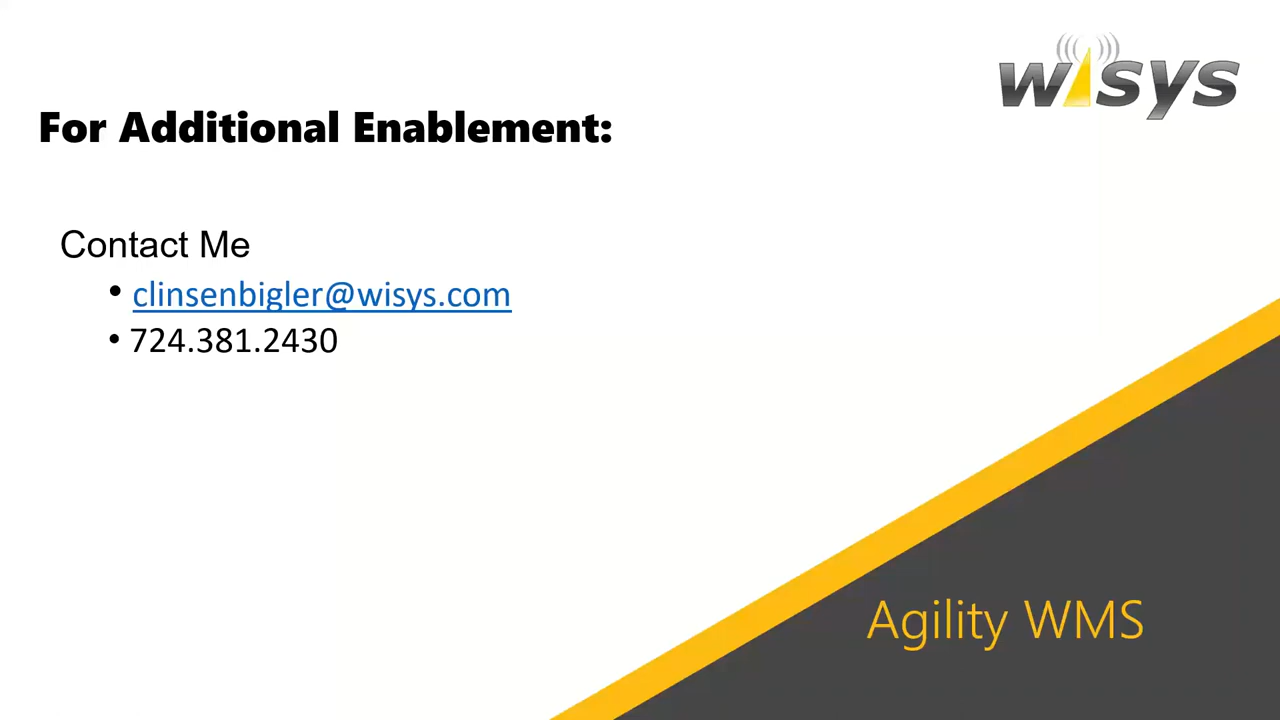 wisys
For Additional Enablement:
Contact Me
• clinsenbigler@wisys.com
• 724.381.2430
Agility WMS